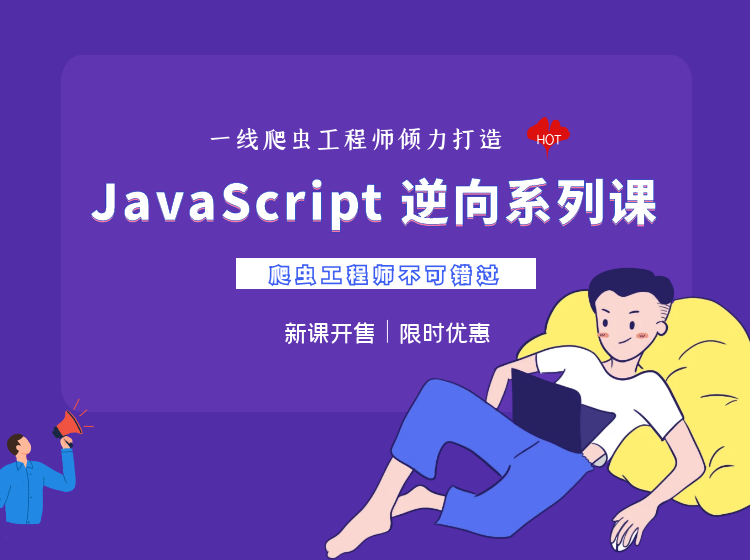 一线爬虫工程师倾力打造
HOT
JavaScript 逆向系列课
爬虫工程师不可错过
新课开售｜限时优惠